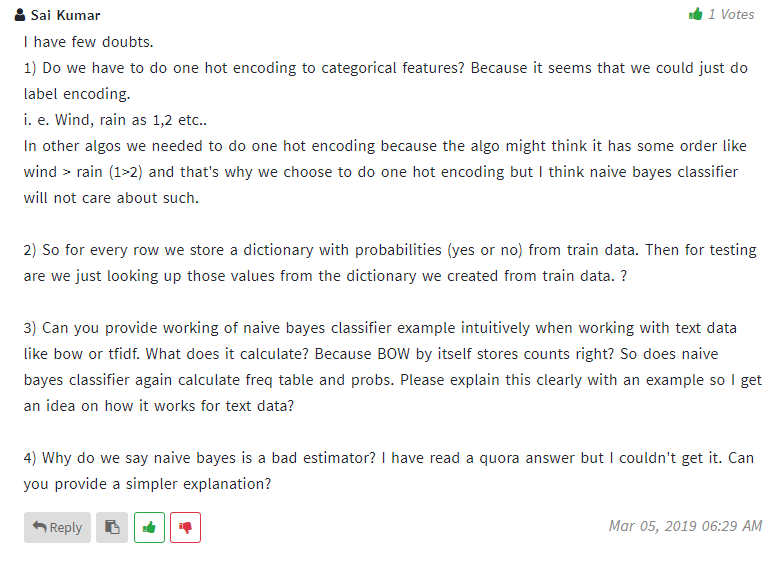 Sai Kumar
1 Votes
I have few doubts.
1) Do we have to do one hot encoding to categorical features? Because it seems that we could just do
label encoding.
i. e. Wind, rain as 1,2 etc..
In other algos we needed to do one hot encoding because the algo might think it has some order like
wind > rain (1>2) and that's why we choose to do one hot encoding but I think naive bayes classifier
will not care about such.
2) So for every row we store a dictionary with probabilities (yes or no) from train data. Then for testing
are we just looking up those values from the dictionary we created from train data. ?
3) Can you provide working of naive bayes classifier example intuitively when working with text data
like bow or tfidf. What does it calculate? Because BOW by itself stores counts right? So does naive
bayes classifier again calculate freq table and probs. Please explain this clearly with an example so I get
an idea on how it works for text data?
4) Why do we say naive bayes is a bad estimator? I have read a quora answer but I couldn't get it. Can
you provide a simpler explanation?
Reply
Mar 05, 2019 06:29 AM